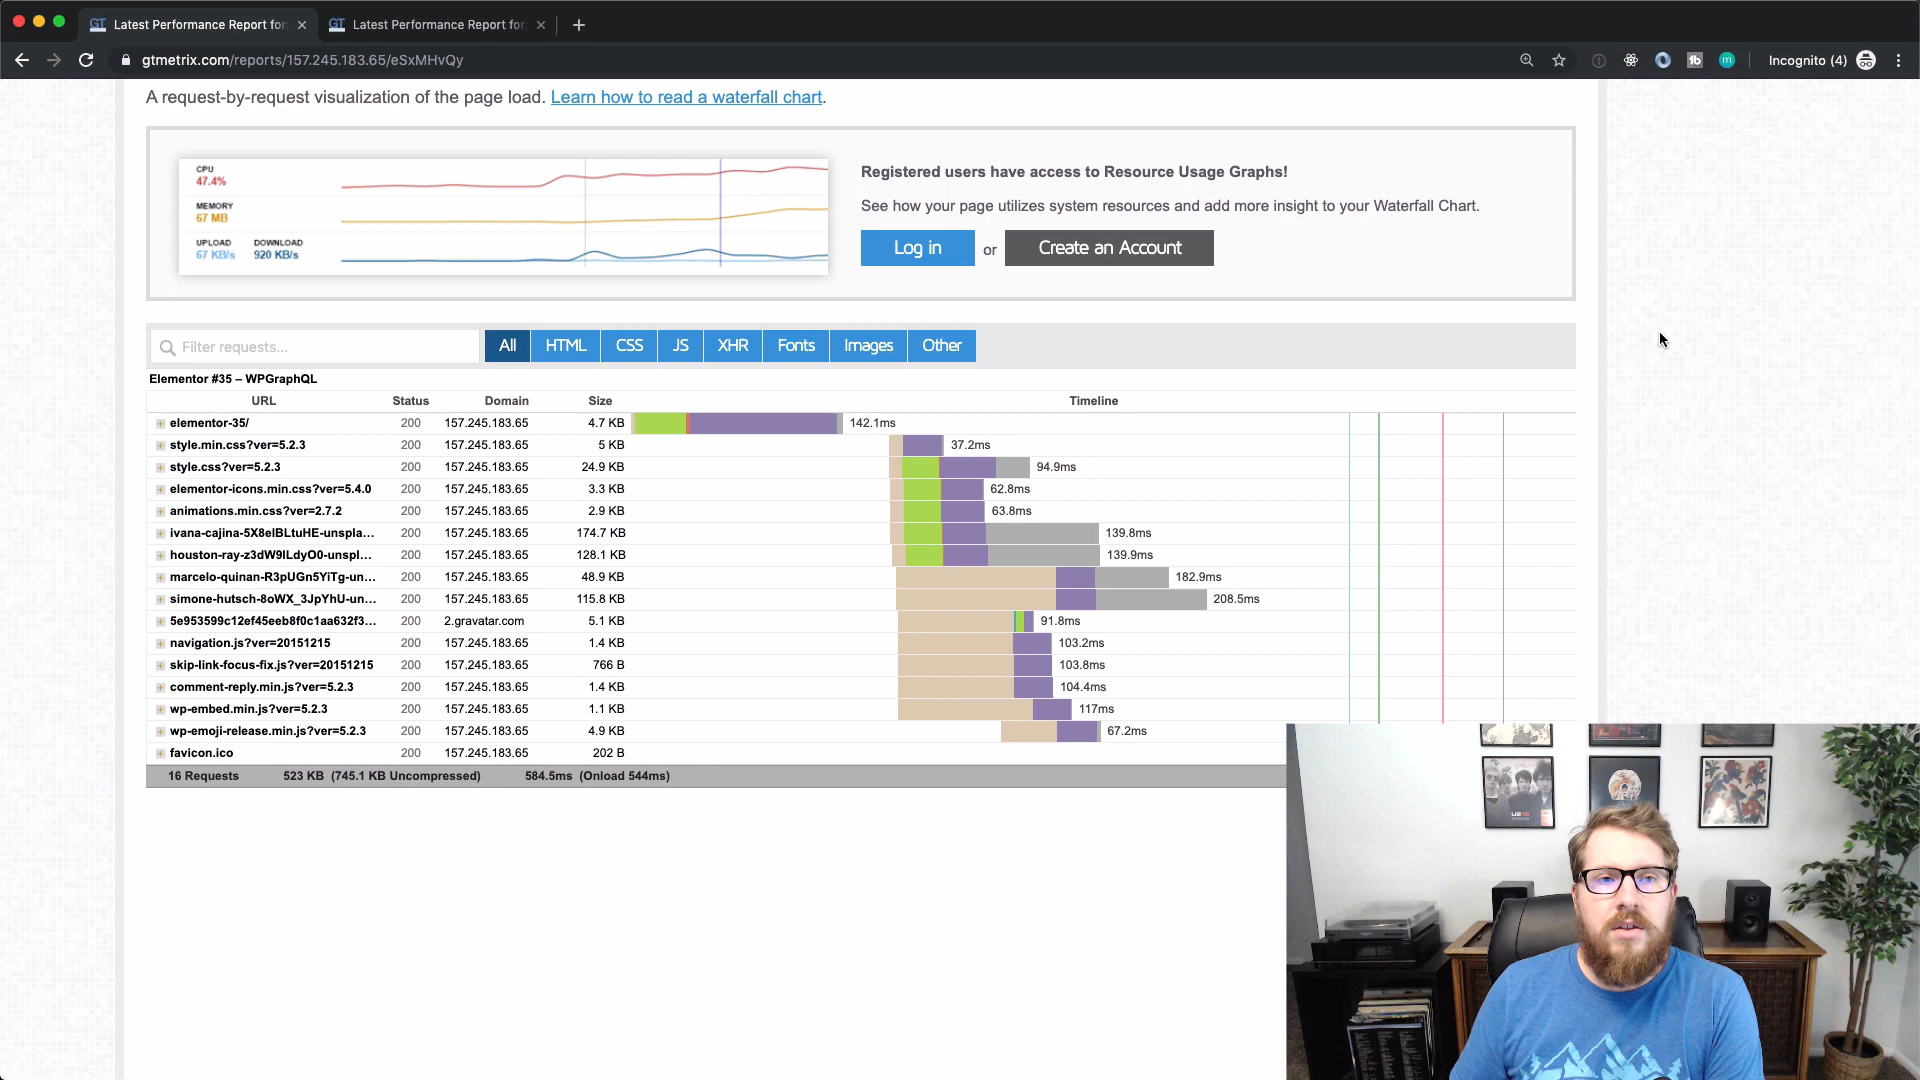 GT Latest Performance Report for
GT Latest Performance Report for
gtmetrix.com/reports/157.245.183.65/eSxMHvQy
Incognito (4)
A request-by-request visualization of the page load. Learn how to read a waterfall chart.
CPU
47.4%
MEMORY
67 MB
UPLOAD DOWNLOAD
67 KB/s 920 KB/s
Registered users have access to Resource Usage Graphs!
See how your page utilizes system resources and add more insight to your Waterfall Chart.
Log in or Create an Account
Filter requests... All HTML CSS JS XHR Fonts Images Other
Elementor #35 – WPGraphQL
URL Status Domain Size Timeline
elementor-35/ 200 157.245.183.65 4.7 KB 142.1ms
style.min.css?ver=5.2.3 200 157.245.183.65 5 KB 37.2ms
style.css?ver=5.2.3 200 157.245.183.65 24.9 KB 94.9ms
elementor-icons.min.css?ver=5.4.0 200 157.245.183.65 3.3 KB 62.8ms
animations.min.css?ver=2.7.2 200 157.245.183.65 2.9 KB 63.8ms
ivana-cajina-5X8eIBLtuHE-unspla... 200 157.245.183.65 174.7 KB 139.8ms
houston-ray-z3dW9ILdyO0-unspl... 200 157.245.183.65 128.1 KB 139.9ms
marcelo-quinan-R3pUGn5YiTg-un... 200 157.245.183.65 48.9 KB 182.9ms
simone-hutsch-8oWX_3JpYhU-un... 200 157.245.183.65 115.8 KB 208.5ms
5e953599c12ef45eeb8f0c1aa632f3... 200 2.gravatar.com 5.1 KB 91.8ms
navigation.js?ver=20151215 200 157.245.183.65 1.4 KB 103.2ms
skip-link-focus-fix.js?ver=20151215 200 157.245.183.65 766 B 103.8ms
comment-reply.min.js?ver=5.2.3 200 157.245.183.65 1.4 KB 104.4ms
wp-embed.min.js?ver=5.2.3 200 157.245.183.65 1.1 KB 117ms
wp-emoji-release.min.js?ver=5.2.3 200 157.245.183.65 4.9 KB 67.2ms
favicon.ico 200 157.245.183.65 202 B
16 Requests 523 KB (745.1 KB Uncompressed) 584.5ms (Onload 544ms)